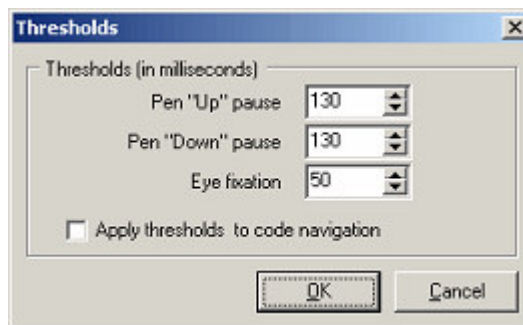 Thresholds
Thresholds (in milliseconds)
Pen "Up" pause 130
Pen "Down" pause 130
Eye fixation 50
Apply thresholds to code navigation
OK Cancel